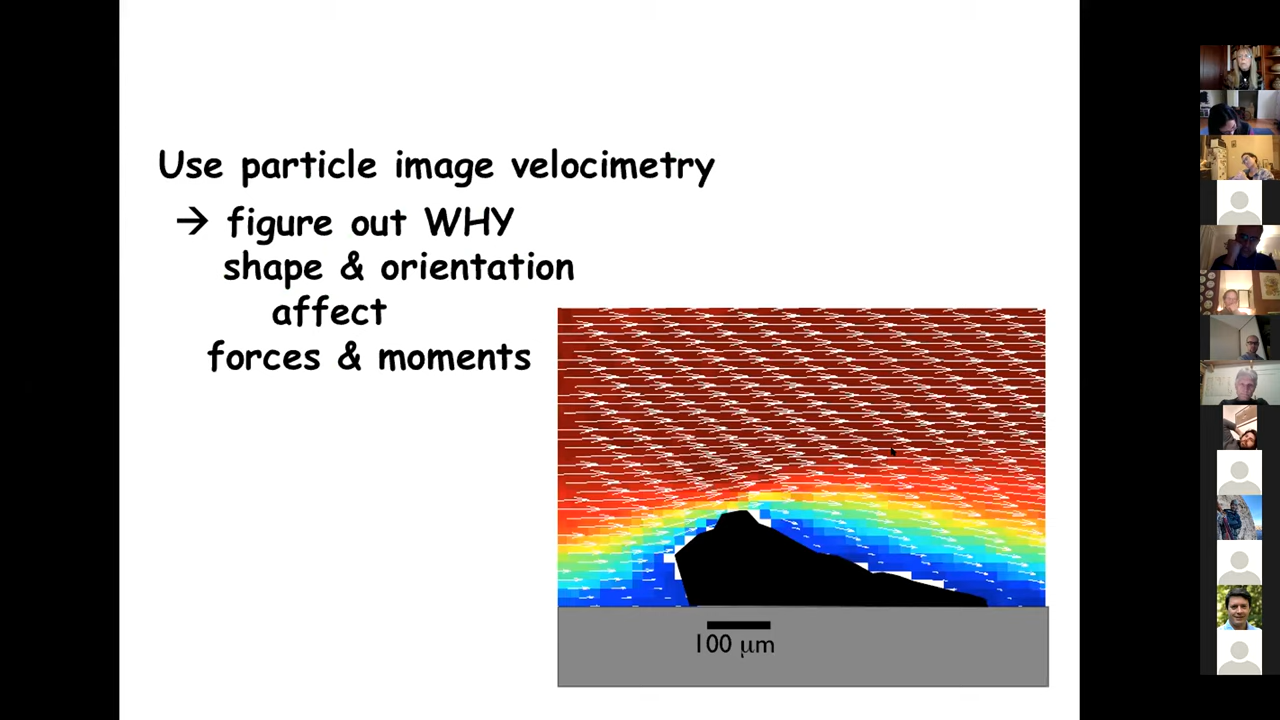 Use particle image velocimetry
→ figure out WHY
shape & orientation
affect
forces & moments
100 μm